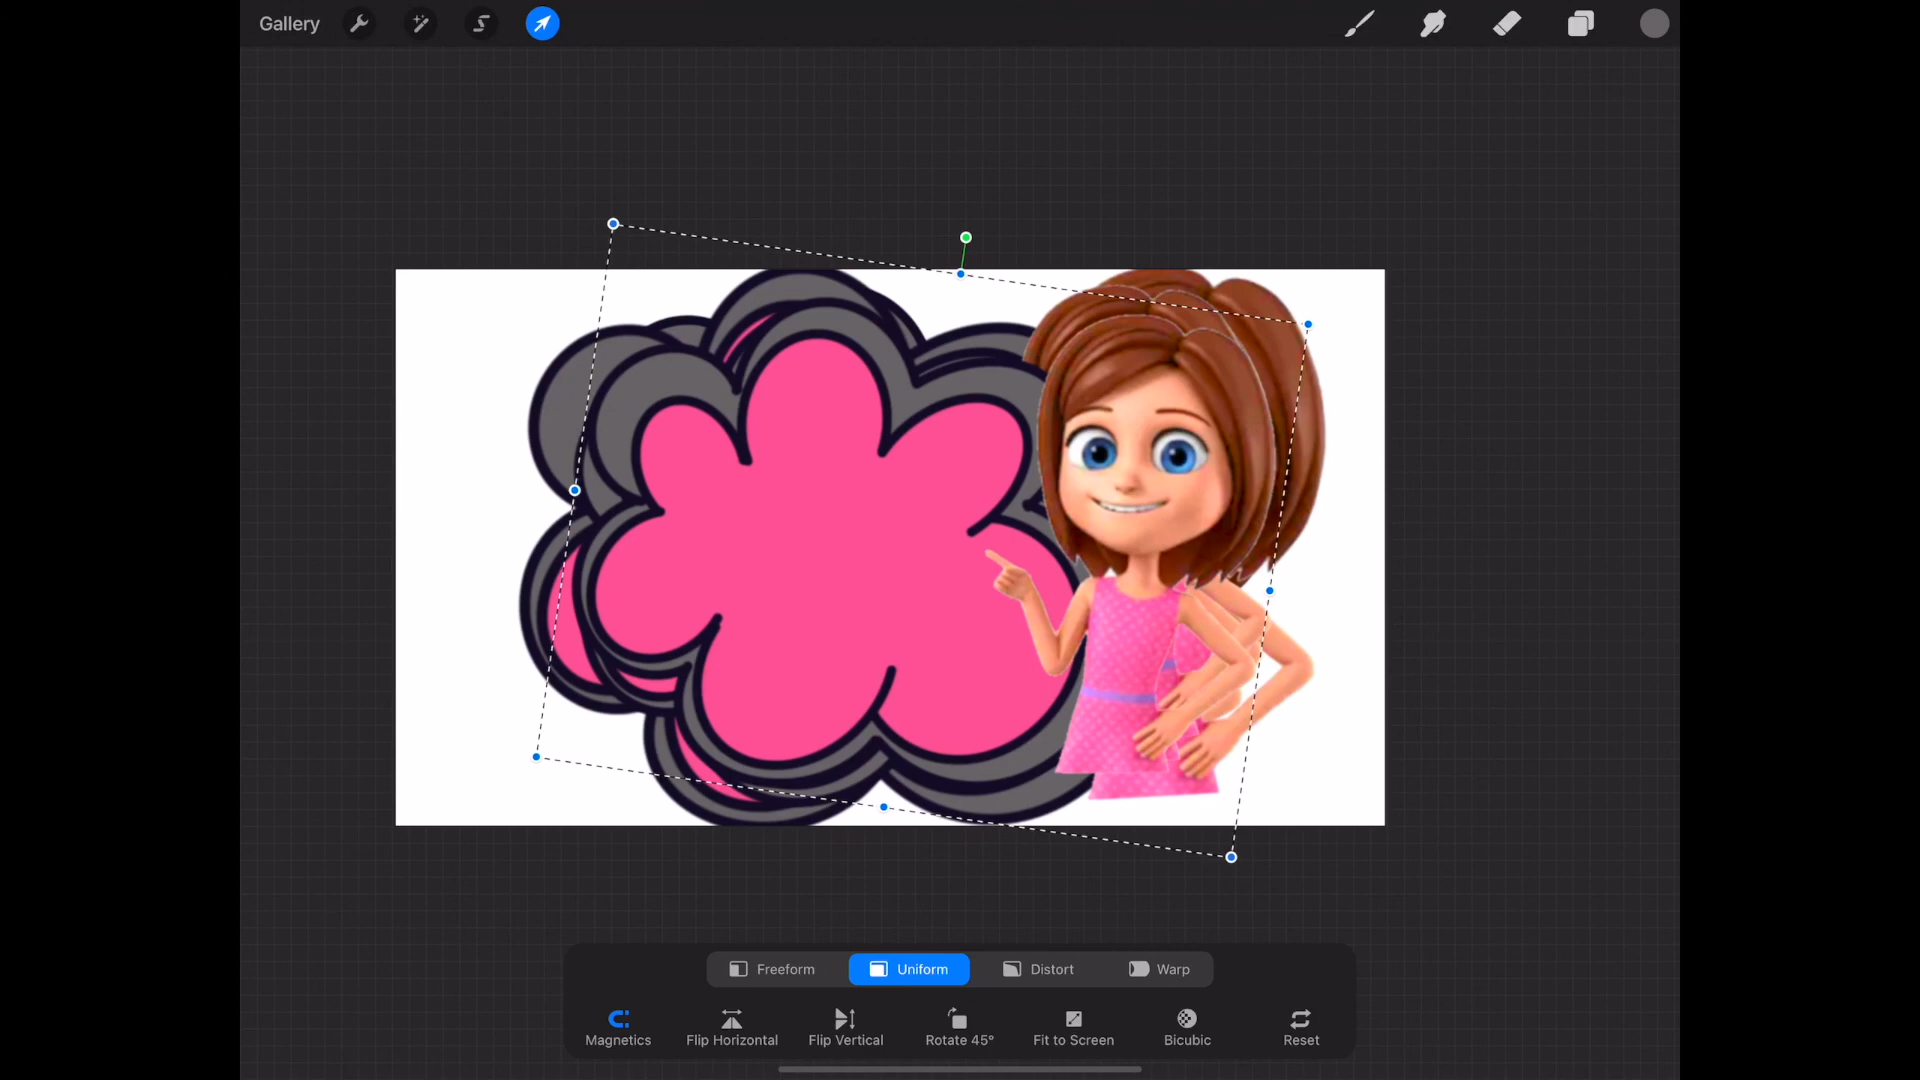 Gallery
Freeform
Uniform
Distort
Warp
Magnetics
Flip Horizontal
Flip Vertical
Rotate 45°
Fit to Screen
Bicubic
Reset